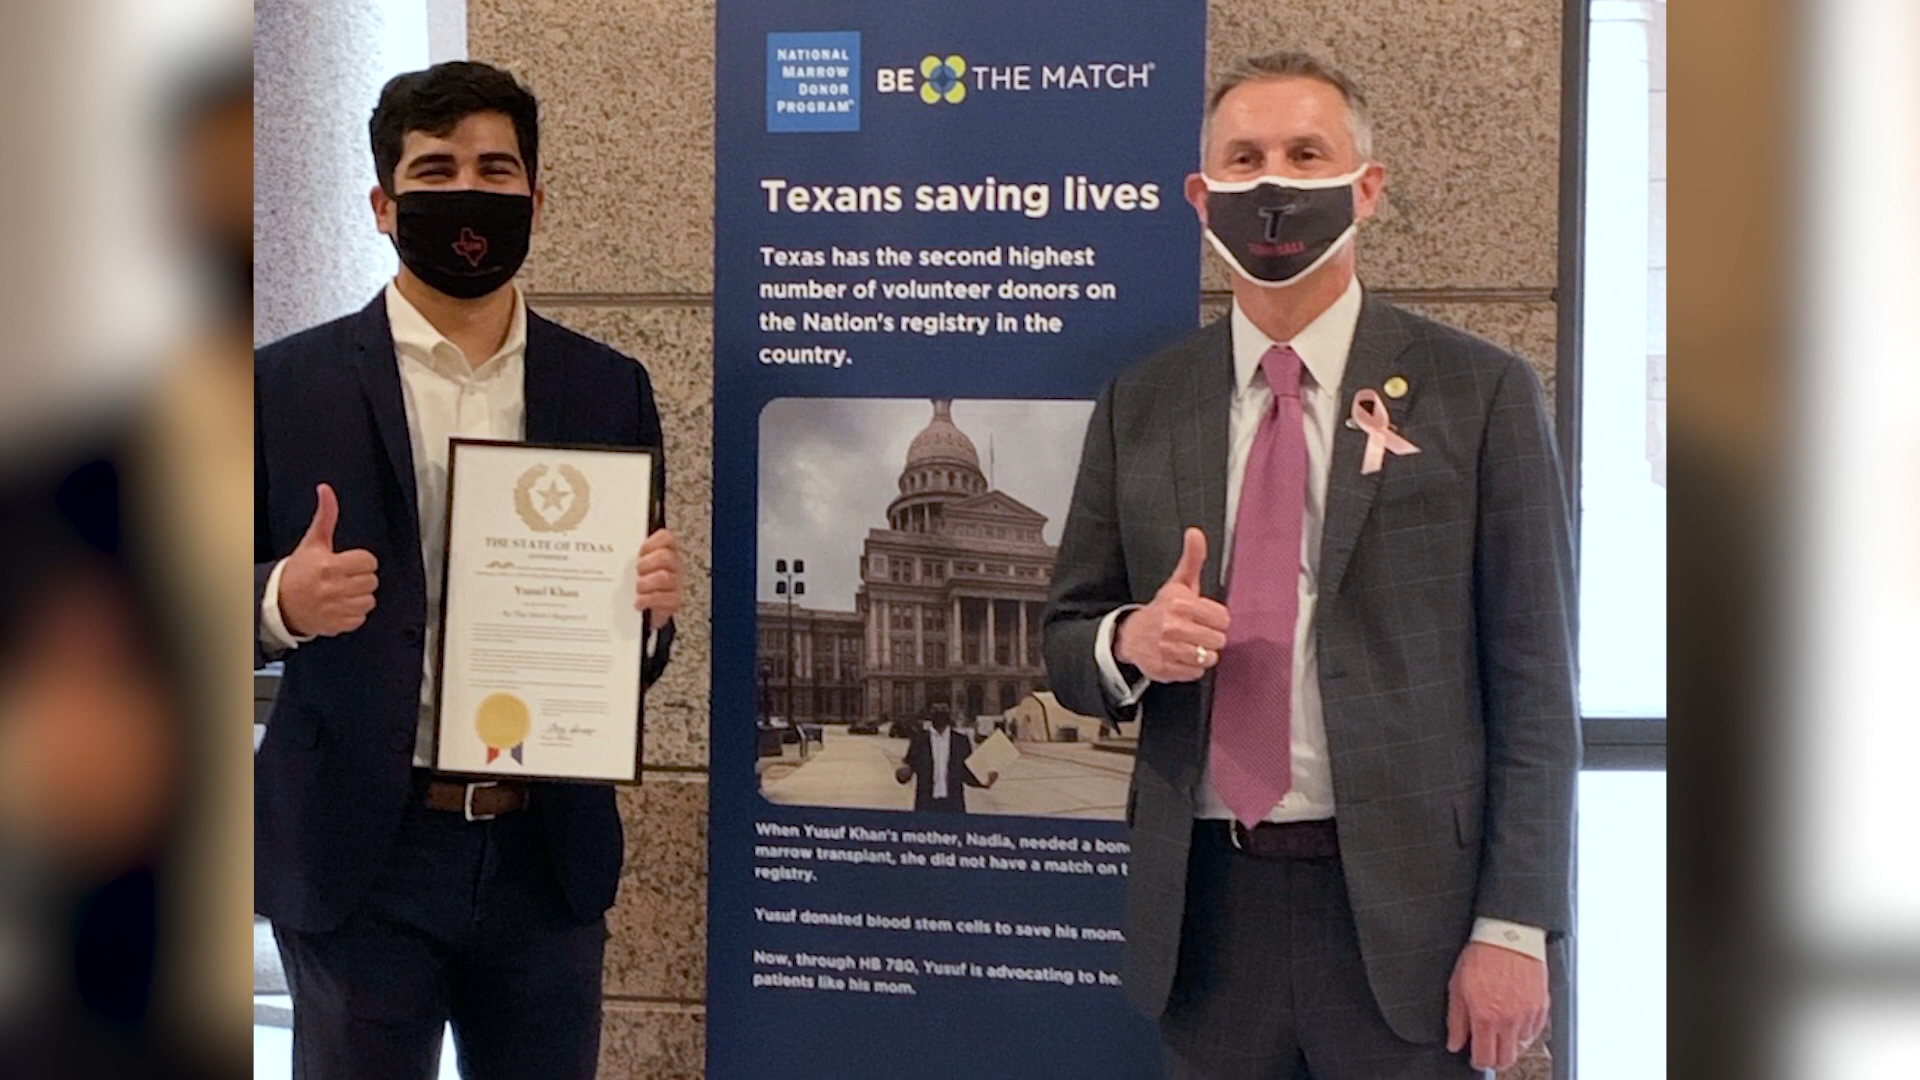 NATIONAL
MARROW
DONOR
PROGRAM®
BE THE MATCH®
Texans saving lives
Texas has the second highest
number of volunteer donors on
the Nation's registry in the
country.
When Yusuf Khan's mother, Nadia, needed a bon
marrow transplant, she did not have a match on t
registry.
Yusuf donated blood stem cells to save his mom.
Now, through HB 780, Yusuf is advocating to he
patients like his mom.
THE STATE OF TEXAS
Yusuf Khan
T
TOMBALL